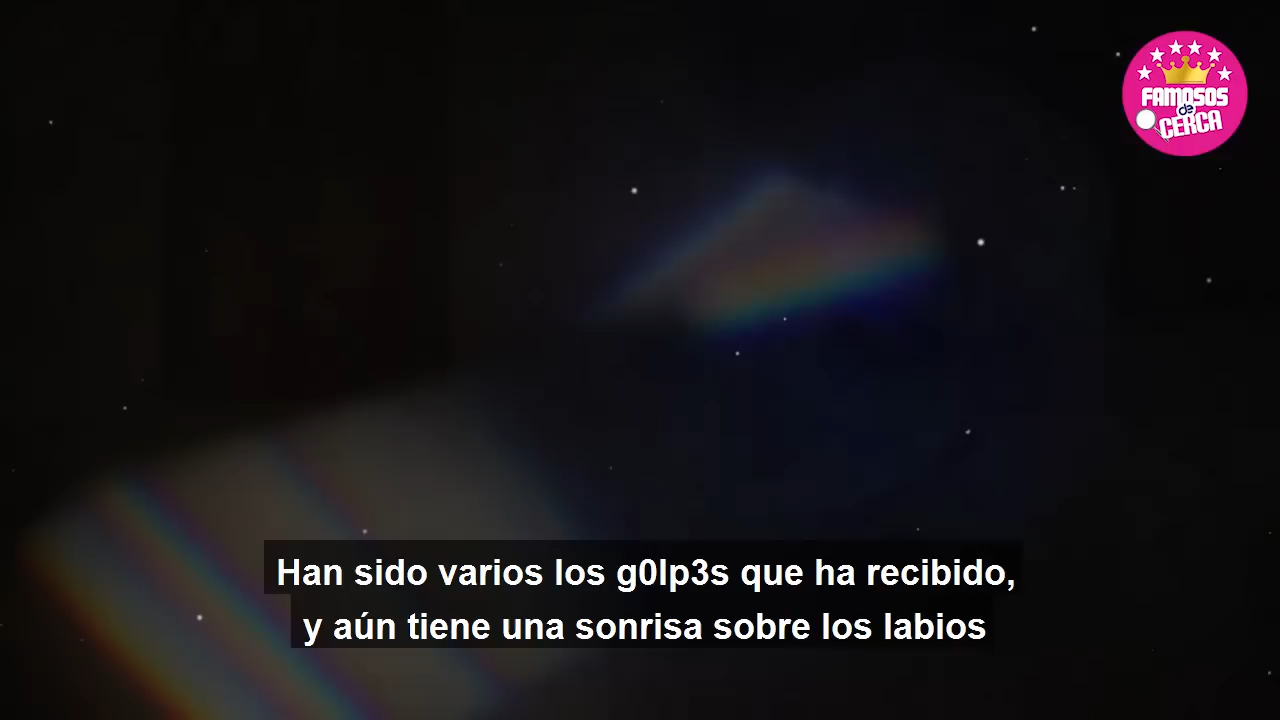 FAMOSOS
de
CERCA
Han sido varios los g0lp3s que ha recibido,
y aún tiene una sonrisa sobre los labios